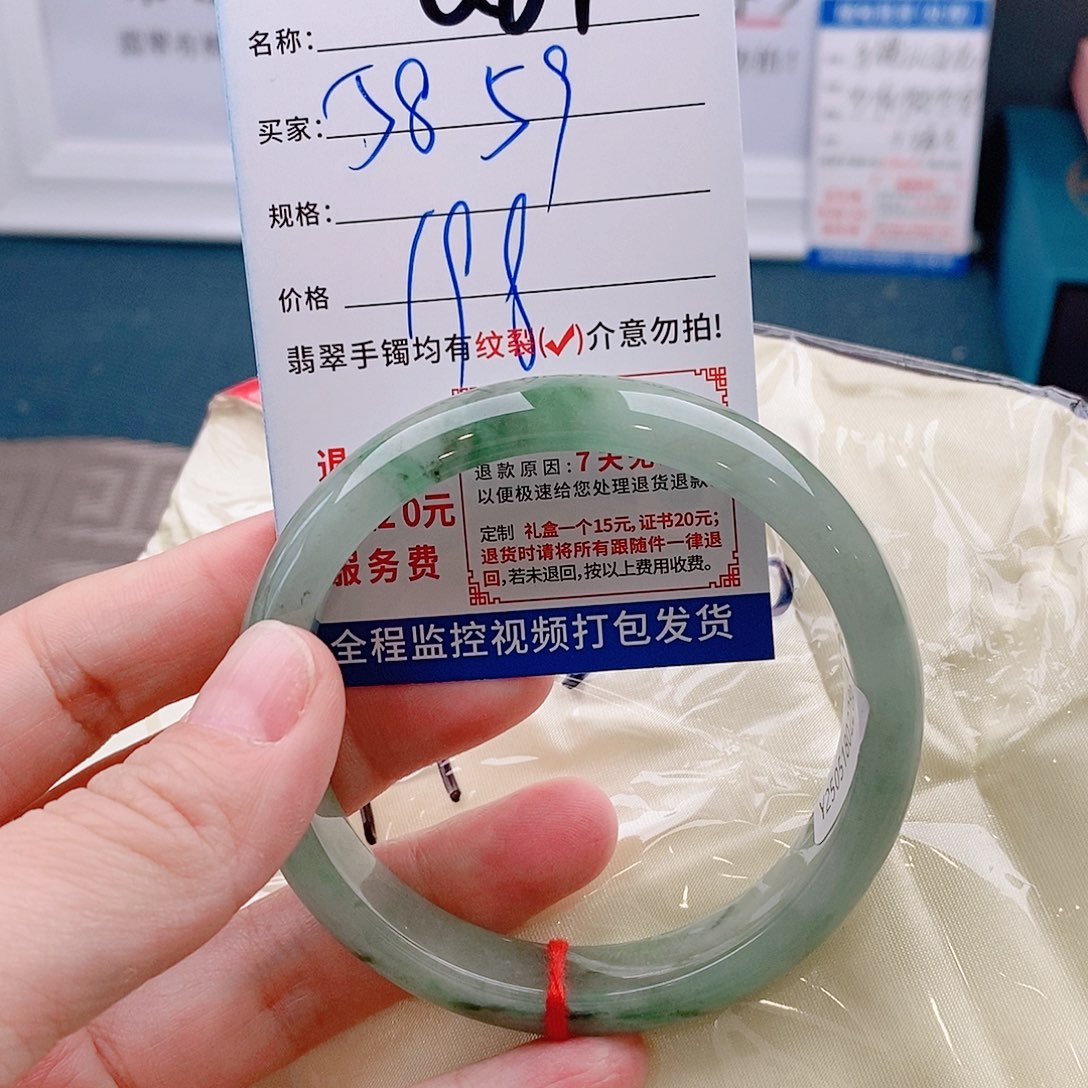 名称:
58 59
买家:
规格:
198
价格
翡翠手镯均有纹裂(✓)介意勿拍!
退
20元
服务费
退款原因:7天无
以便极速给您处理退货退款
定制 礼盒一个15元,证书20元;
退货时请将所有跟随件一律退
回,若未退回,按以上费用收费。
全程监控视频打包发货